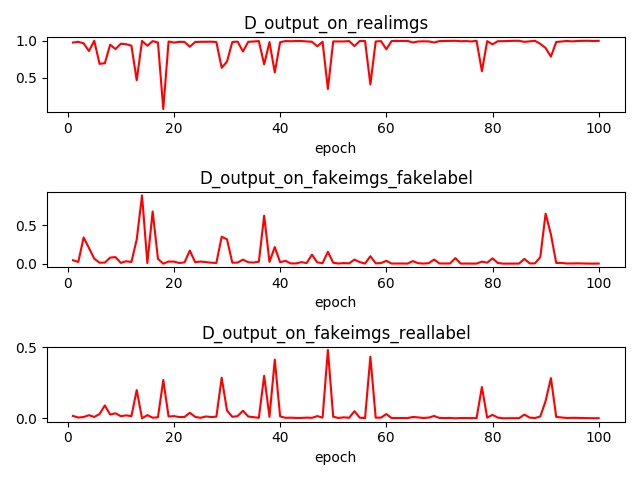 D_output_on_realimgs
1.0
0.5
0 20 40 60 80 100
epoch
D_output_on_fakeimgs_fakelabel
0.5
0.0
0 20 40 60 80 100
epoch
D_output_on_fakeimgs_reallabel
0.5
0.0
0 20 40 60 80 100
epoch